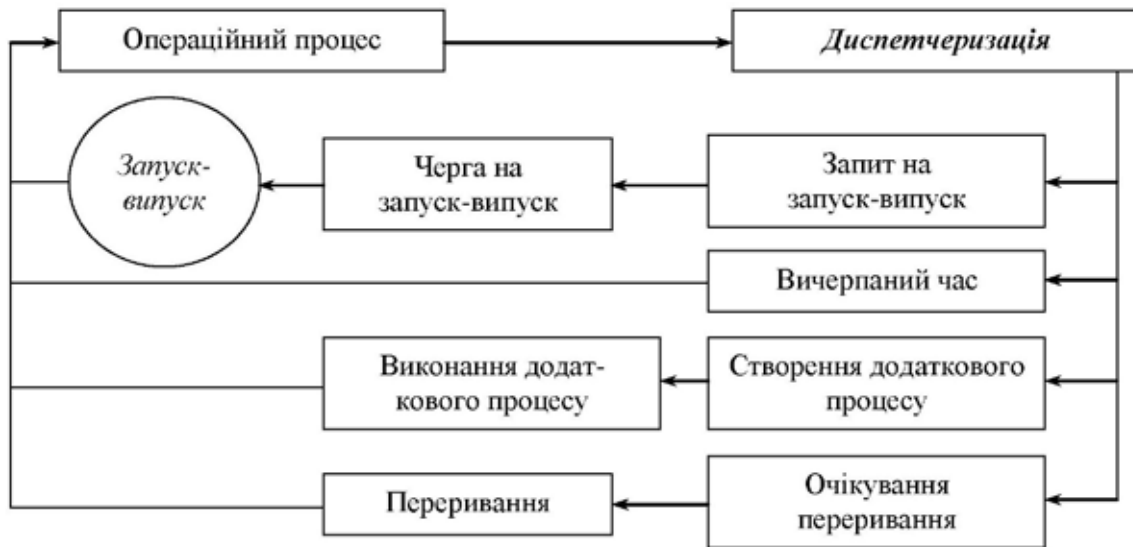 Операційний процес
Диспетчеризація
Запуск-
випуск
Черга на
запуск-випуск
Запит на
запуск-випуск
Вичерпаний час
Виконання додат-
кового процесу
Створення додаткового
процесу
Переривання
Очікування
переривання